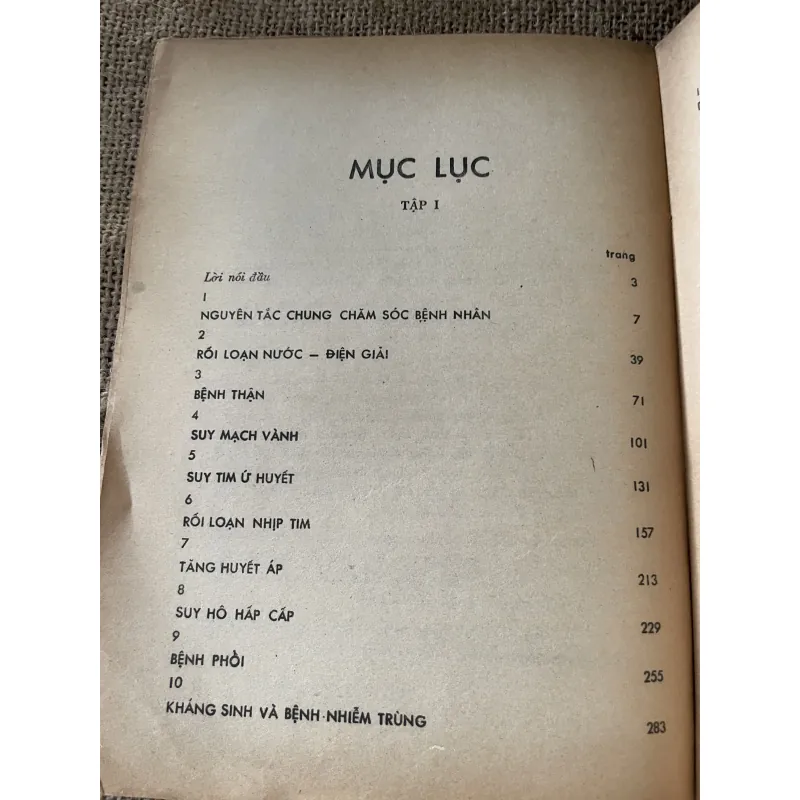 MỤC LỤC
TẬP I
trang
Lời nói đầu 3
1
NGUYÊN TẮC CHUNG CHĂM SÓC BỆNH NHÂN 7
2
RỐI LOẠN NƯỚC – ĐIỆN GIẢI 39
3
BỆNH THẬN 71
4
SUY MẠCH VÀNH 101
5
SUY TIM Ứ HUYẾT 131
6
RỐI LOẠN NHỊP TIM 157
7
TĂNG HUYẾT ÁP 213
8
SUY HÔ HẤP CẤP 229
9
BỆNH PHỔI 255
10
KHÁNG SINH VÀ BỆNH NHIỄM TRÙNG 283